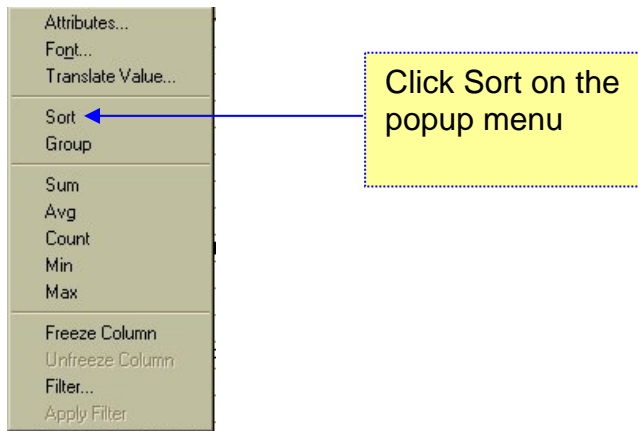 Attributes...
Font...
Translate Value...
Sort
Group
Sum
Avg
Count
Min
Max
Freeze Column
Unfreeze Column
Filter...
Apply Filter
Click Sort on the
popup menu